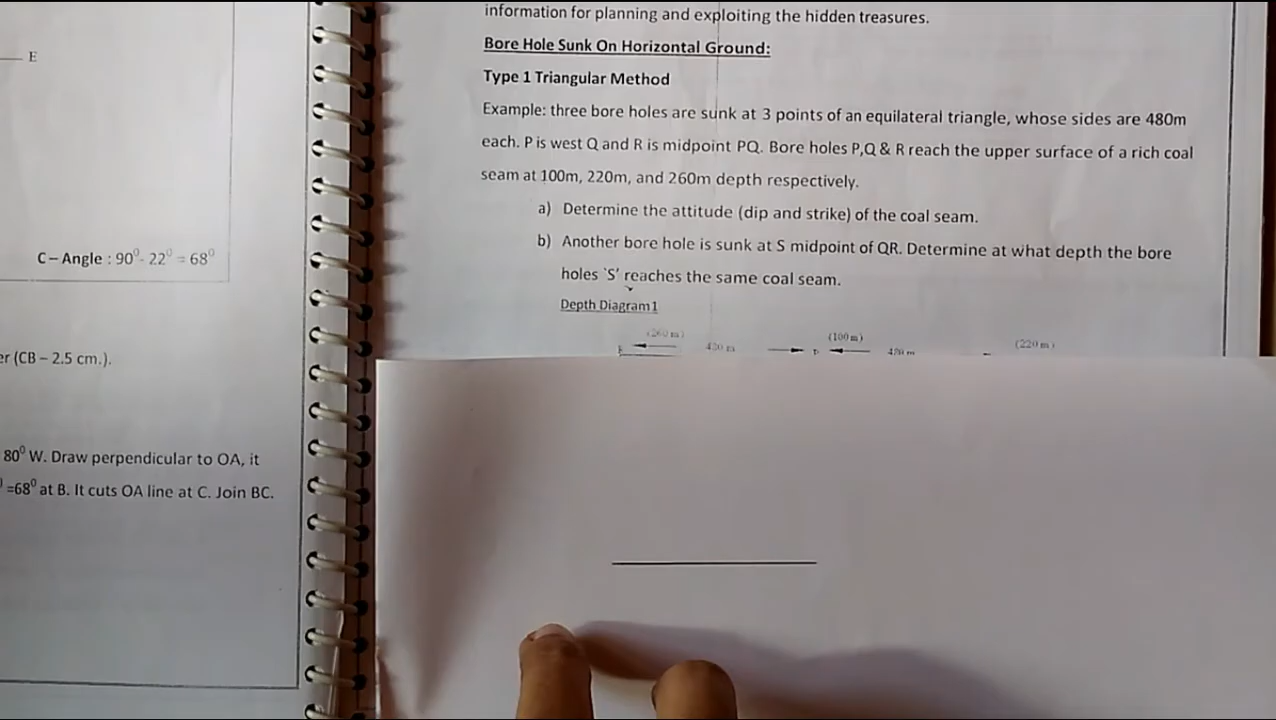 E
C – Angle : 90⁰- 22⁰ = 68⁰
er (CB – 2.5 cm.).
80⁰ W. Draw perpendicular to OA, it
=68⁰ at B. It cuts OA line at C. Join BC.
information for planning and exploiting the hidden treasures.
Bore Hole Sunk On Horizontal Ground:
Type 1 Triangular Method
Example: three bore holes are sunk at 3 points of an equilateral triangle, whose sides are 480m
each. P is west Q and R is midpoint PQ. Bore holes P,Q & R reach the upper surface of a rich coal
seam at 100m, 220m, and 260m depth respectively.
a) Determine the attitude (dip and strike) of the coal seam.
b) Another bore hole is sunk at S midpoint of QR. Determine at what depth the bore
holes `S' reaches the same coal seam.
Depth Diagram1
(260 m) (100 m) (220 m)